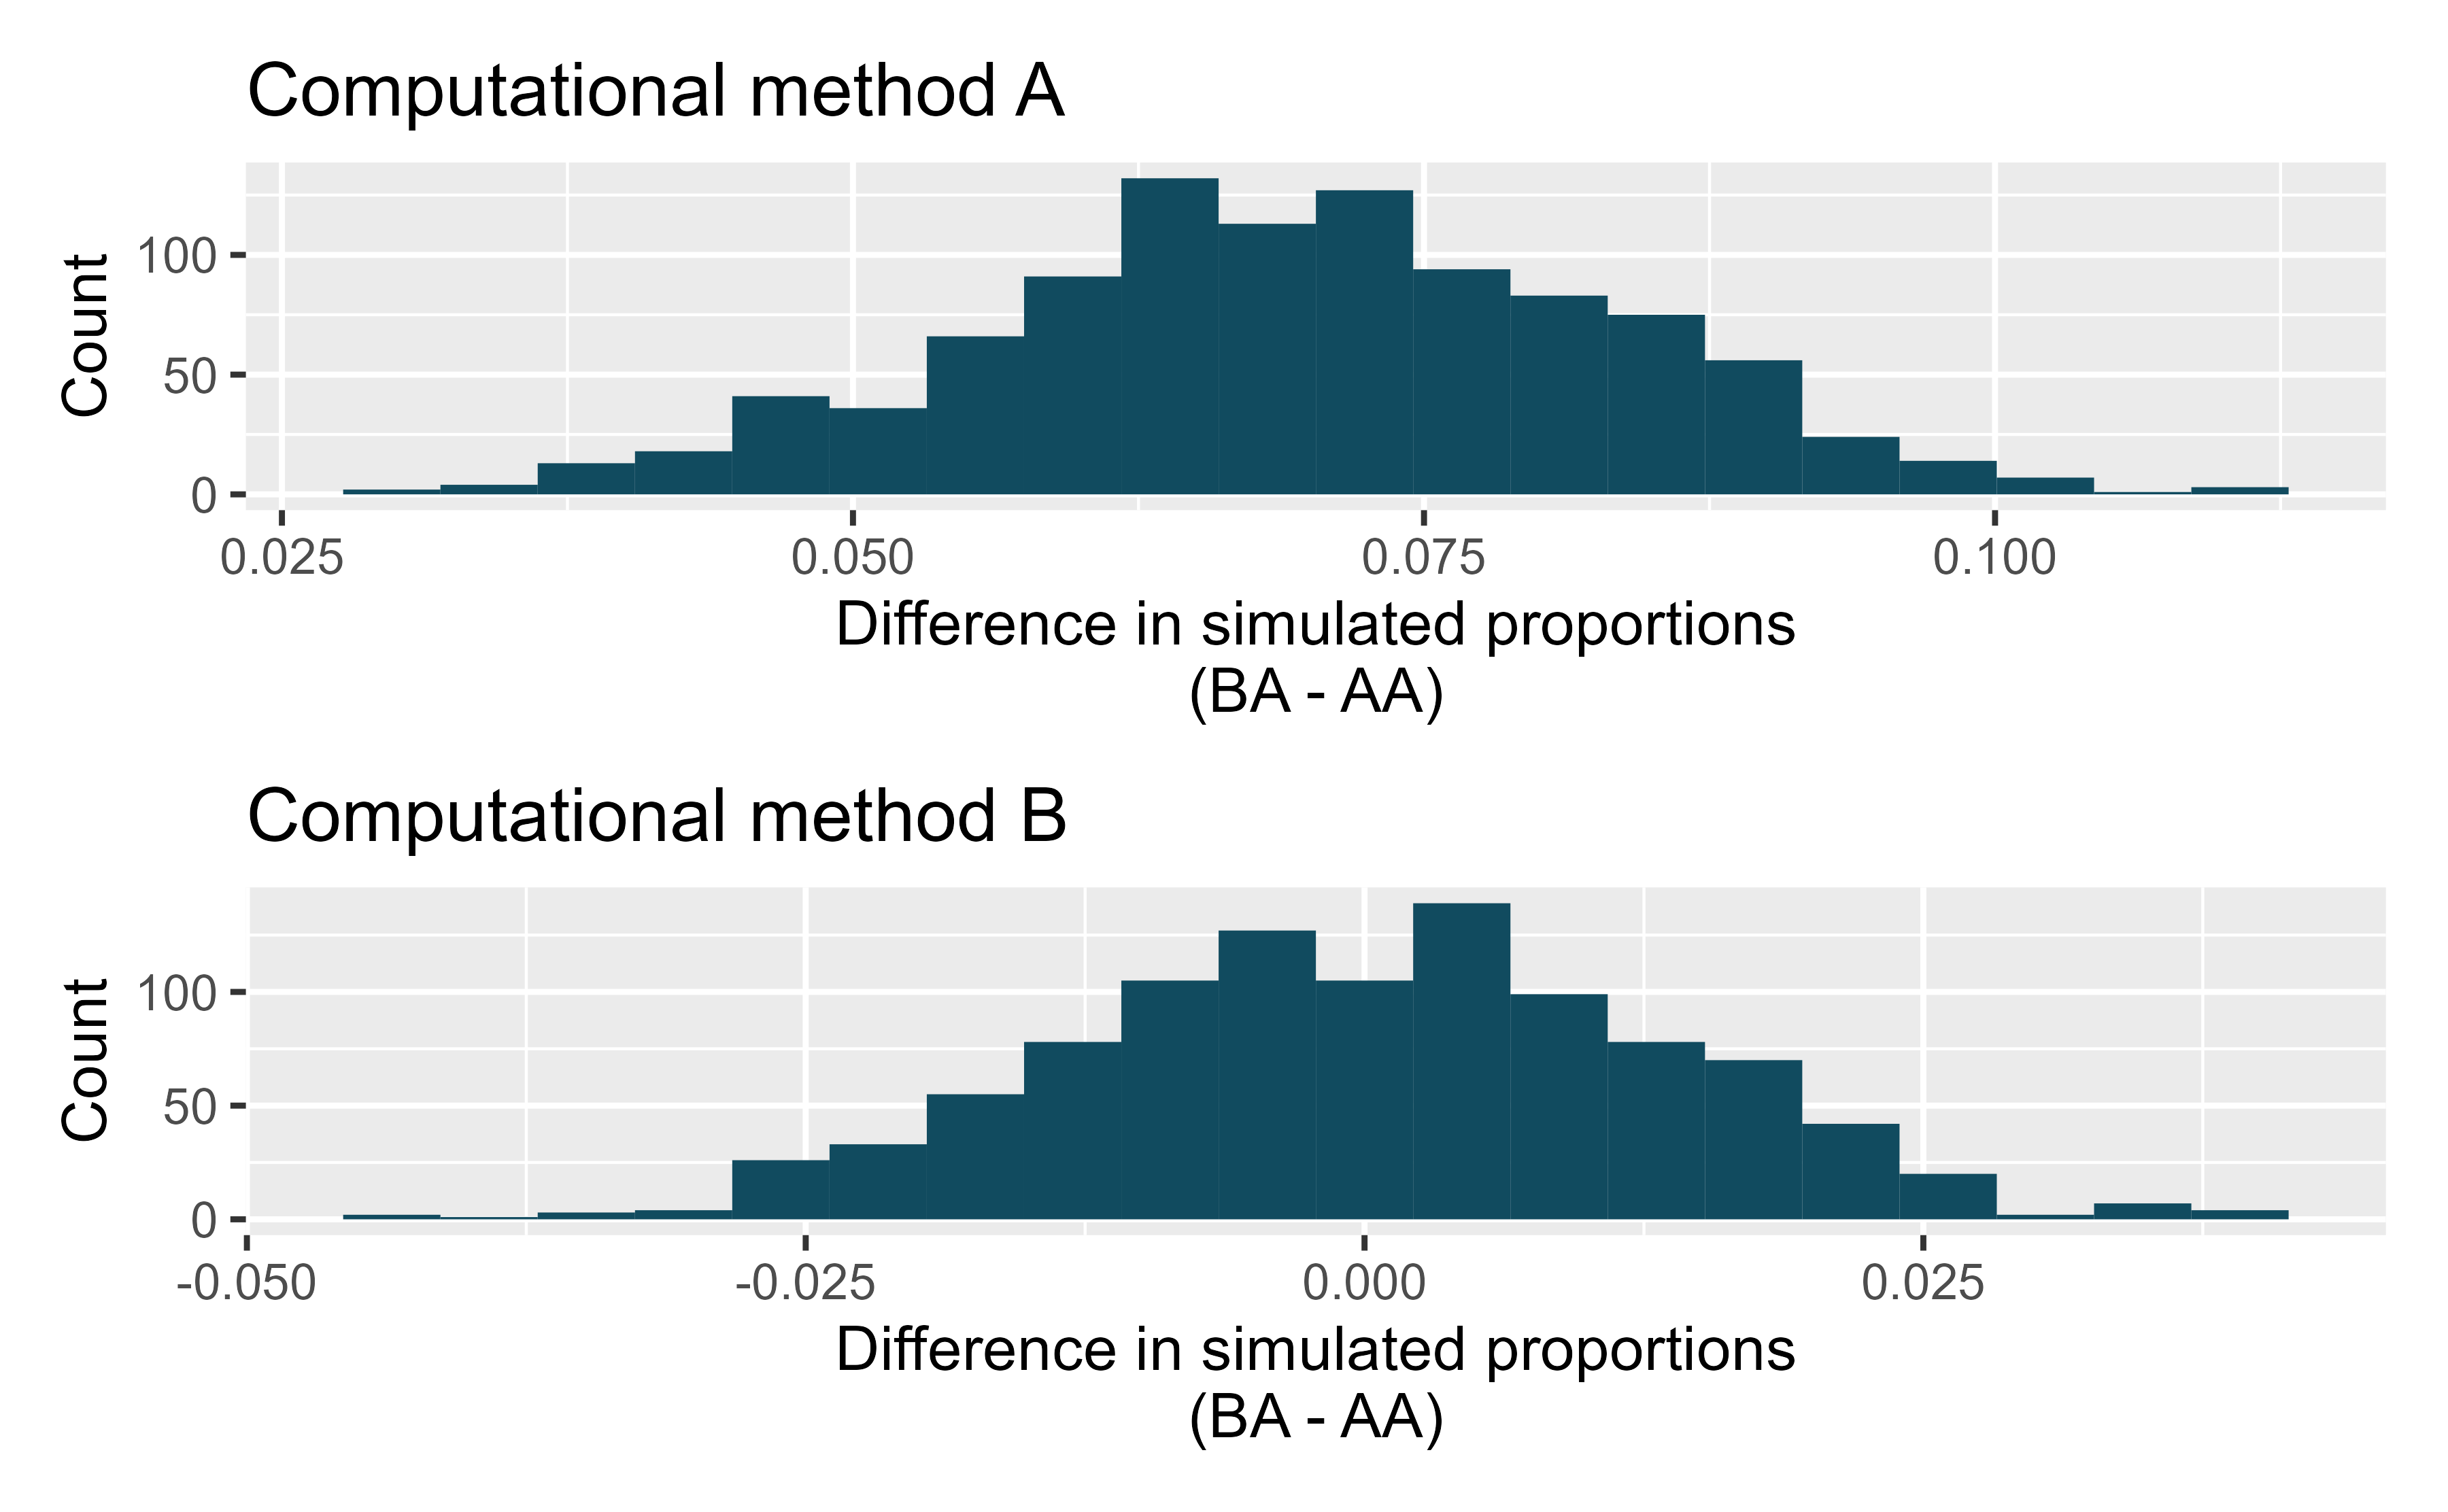 Computational method A
Count
100
50
0
0.025 0.050 0.075 0.100
Difference in simulated proportions
(BA - AA)
Computational method B
Count
100
50
0
-0.050 -0.025 0.000 0.025
Difference in simulated proportions
(BA - AA)